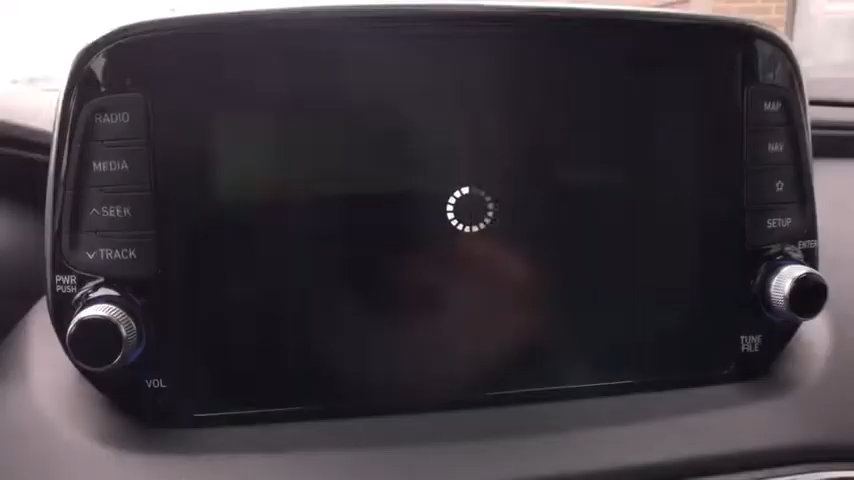 RADIO
MEDIA
SEEK
TRACK
PWR
PUSH
VOL
MAP
NAV
SETUP
ENTER
TUNE
FILE